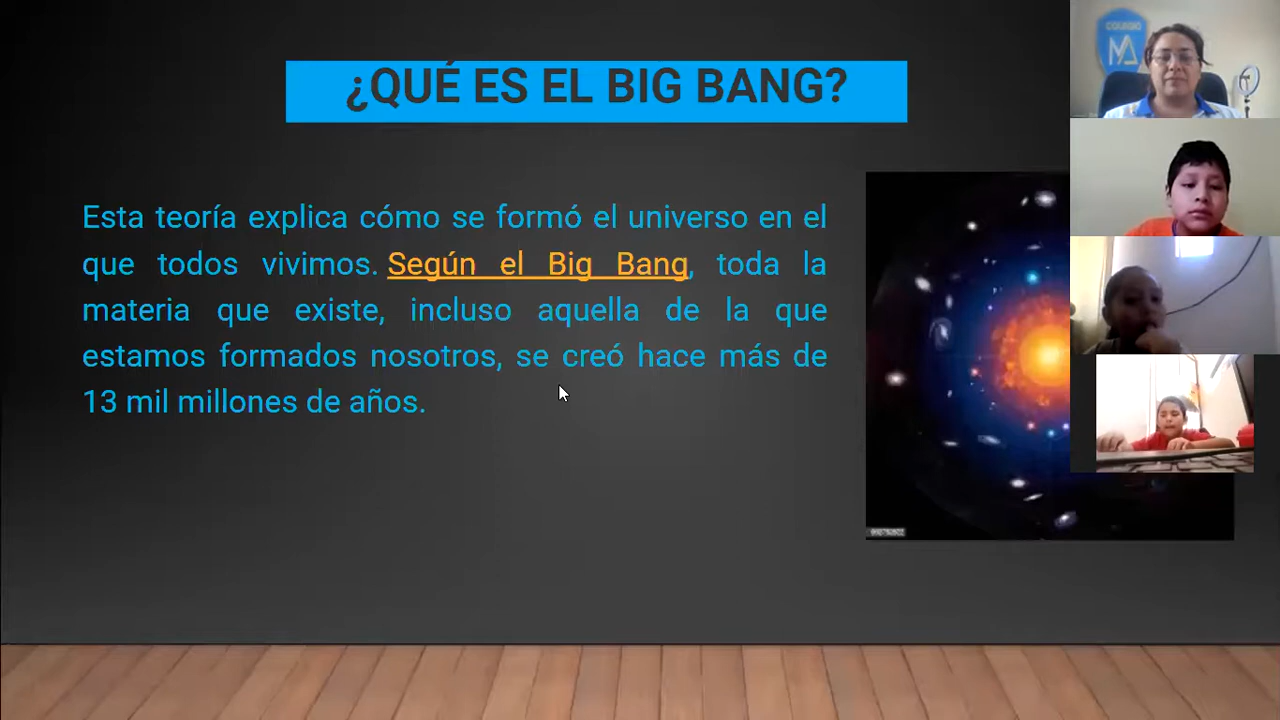 ¿QUÉ ES EL BIG BANG?
Esta teoría explica cómo se formó el universo en el
que todos vivimos. Según el Big Bang, toda la
materia que existe, incluso aquella de la que
estamos formados nosotros, se creó hace más de
13 mil millones de años.
COLEGIO
MA